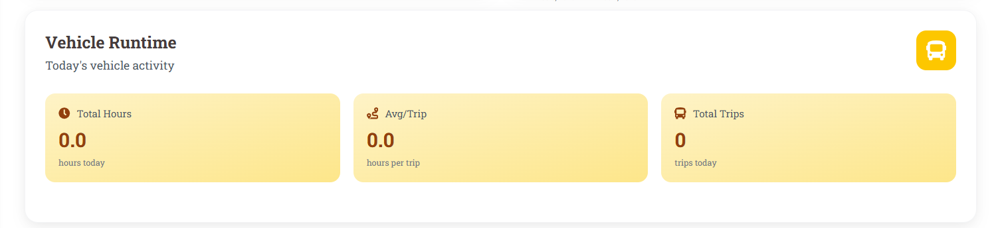 Vehicle Runtime
Today's vehicle activity
Total Hours
0.0
hours today
Avg/Trip
0.0
hours per trip
Total Trips
0
trips today